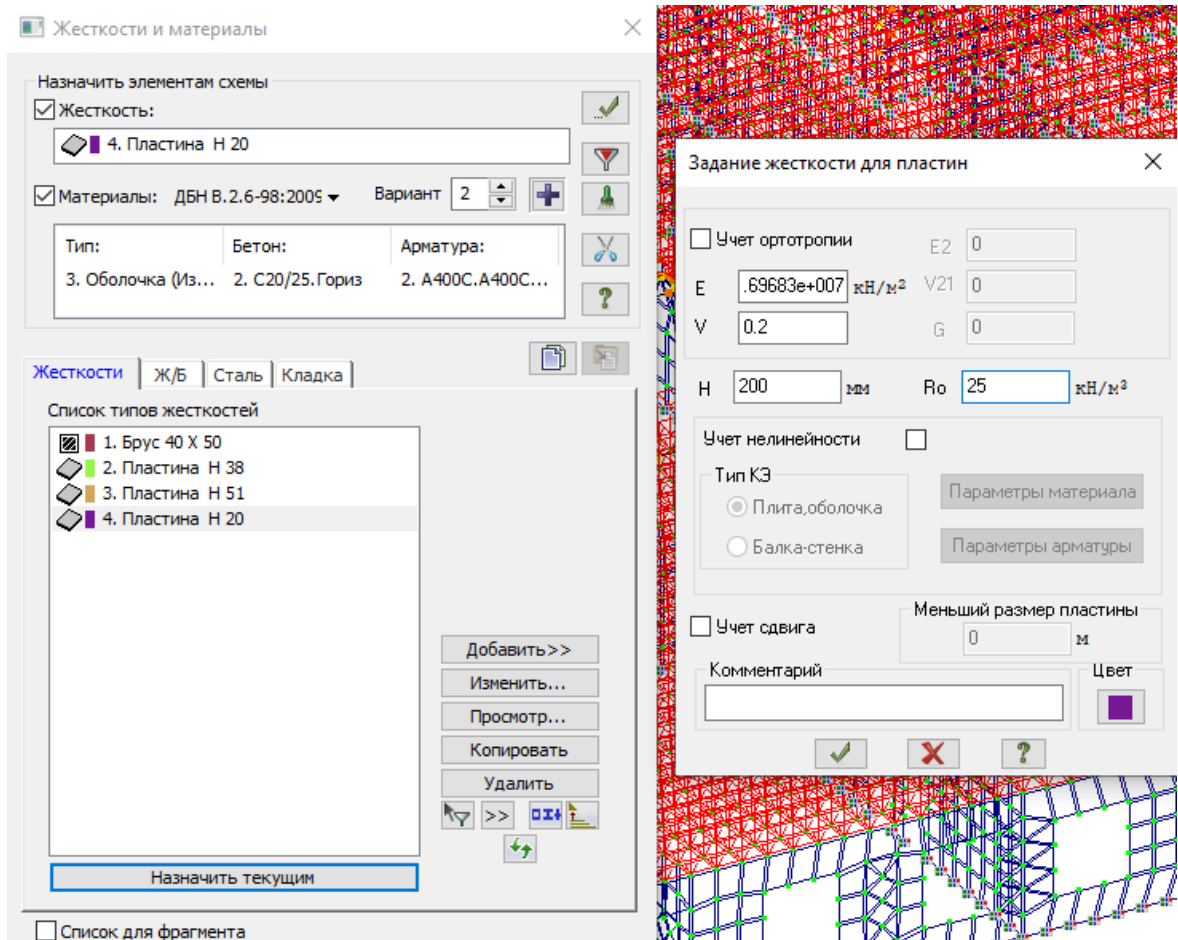 Жесткости и материалы
Назначить элементам схемы
Жесткость:
4. Пластина H 20
Материалы: ДБН В.2.6-98:2009 Вариант 2
Тип: Бетон: Арматура:
3. Оболочка (Из... 2. C20/25.Гориз 2. A400C.A400C...
Жесткости Ж/Б Сталь Кладка
Список типов жесткостей
1. Брус 40 X 50
2. Пластина H 38
3. Пластина H 51
4. Пластина H 20
Добавить>>
Изменить...
Просмотр...
Копировать
Удалить
>>
Назначить текущим
Список для фрагмента
Задание жесткости для пластин
Учет ортотропии E2 0
E .69683e+007 кН/м² V21 0
V 0.2 G 0
H 200 мм Ro 25 кН/м³
Учет нелинейности
Тип КЭ
Плита,оболочка
Балка-стенка
Параметры материала
Параметры арматуры
Учет сдвига
Меньший размер пластины
0 м
Комментарий Цвет